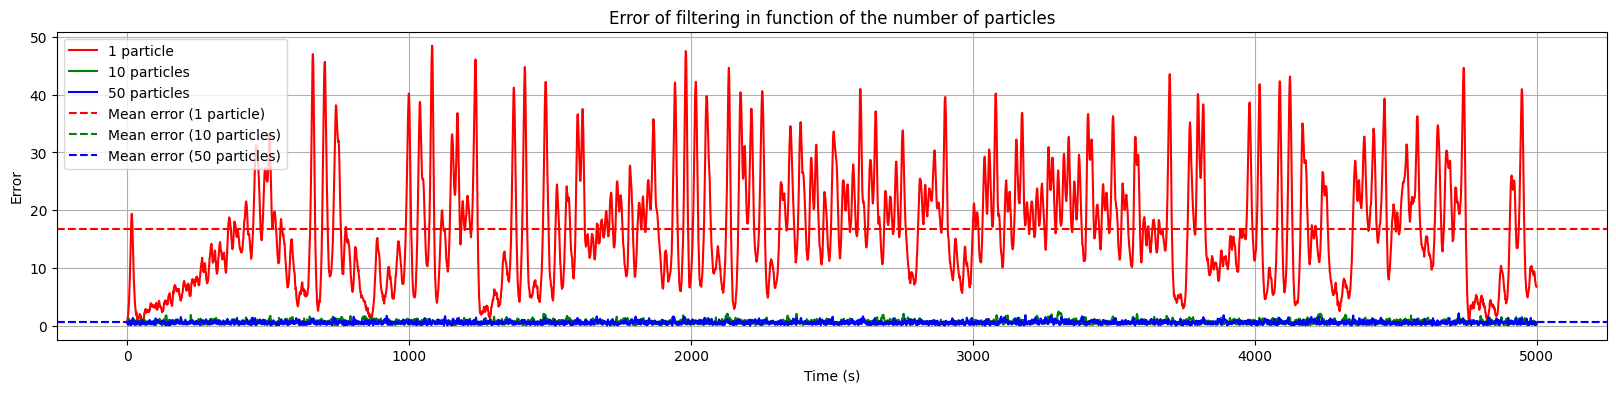 Error of filtering in function of the number of particles
50
40
30
20
10
0
Error
1 particle
10 particles
50 particles
Mean error (1 particle)
Mean error (10 particles)
Mean error (50 particles)
0 1000 2000 3000 4000 5000
Time (s)